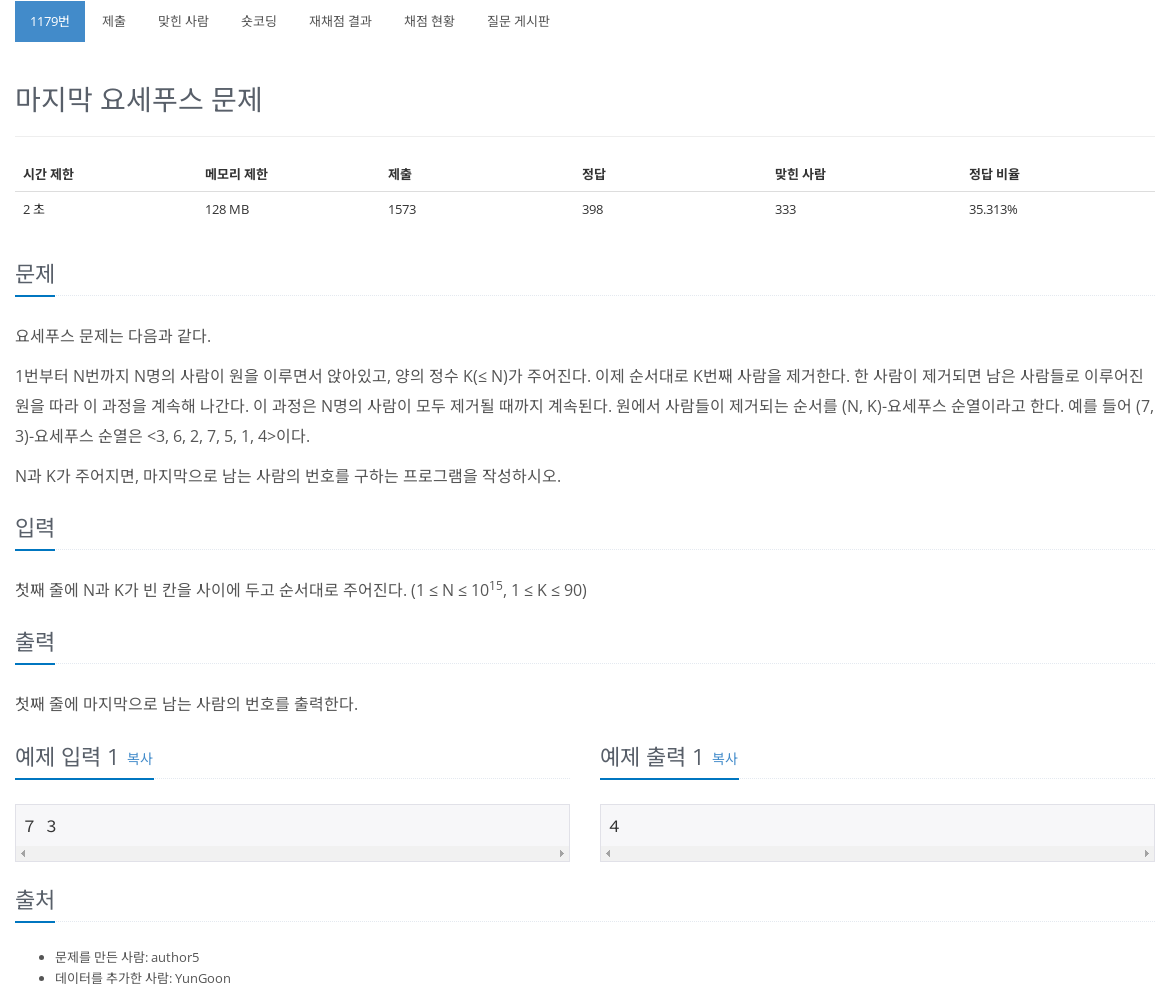 1179번 제출 맞힌 사람 숏코딩 재채점 결과 채점 현황 질문 게시판
마지막 요세푸스 문제
시간 제한 메모리 제한 제출 정답 맞힌 사람 정답 비율
2 초 128 MB 1573 398 333 35.313%
문제
요세푸스 문제는 다음과 같다.
1번부터 N번까지 N명의 사람이 원을 이루면서 앉아있고, 양의 정수 K(≤ N)가 주어진다. 이제 순서대로 K번째 사람을 제거한다. 한 사람이 제거되면 남은 사람들로 이루어진
원을 따라 이 과정을 계속해 나간다. 이 과정은 N명의 사람이 모두 제거될 때까지 계속된다. 원에서 사람들이 제거되는 순서를 (N, K)-요세푸스 순열이라고 한다. 예를 들어 (7,
3)-요세푸스 순열은 <3, 6, 2, 7, 5, 1, 4>이다.
N과 K가 주어지면, 마지막으로 남는 사람의 번호를 구하는 프로그램을 작성하시오.
입력
첫째 줄에 N과 K가 빈 칸을 사이에 두고 순서대로 주어진다. (1 ≤ N ≤ 10<sup>15</sup>, 1 ≤ K ≤ 90)
출력
첫째 줄에 마지막으로 남는 사람의 번호를 출력한다.
예제 입력 1 복사
7 3
예제 출력 1 복사
4
출처
• 문제를 만든 사람: author5
• 데이터를 추가한 사람: YunGoon